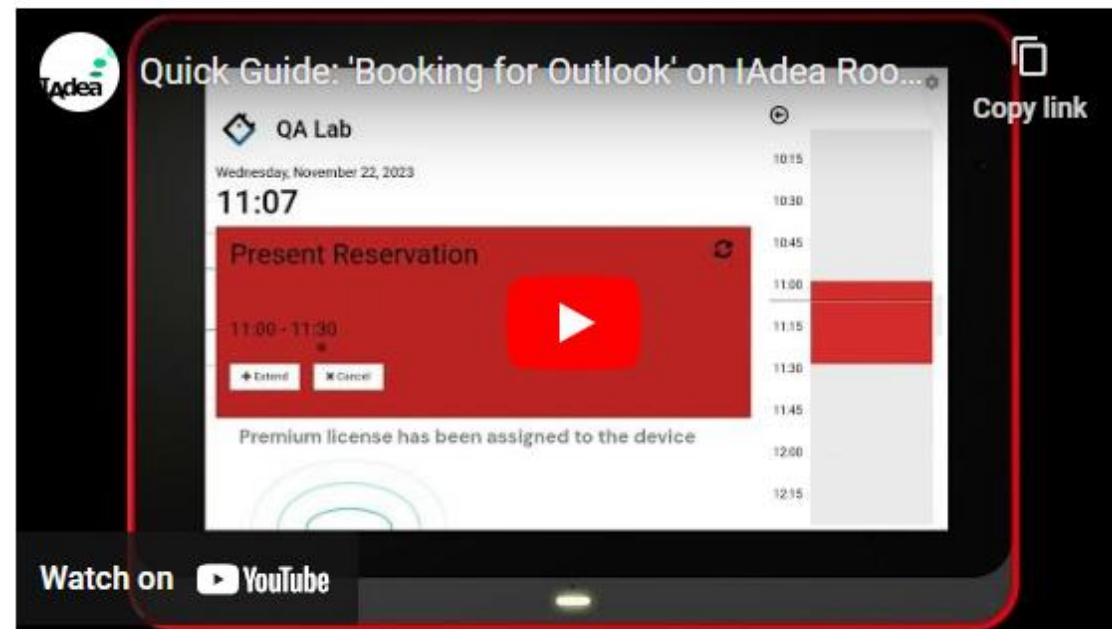 IAdea
Quick Guide: 'Booking for Outlook' on IAdea Roo...
Copy link
QA Lab
Wednesday, November 22, 2023
11:07
Present Reservation
11:00 - 11:30
+ Extend
✖ Cancel
Premium license has been assigned to the device
10:15
10:30
10:45
11:00
11:15
11:30
11:45
12:00
12:15
Watch on YouTube